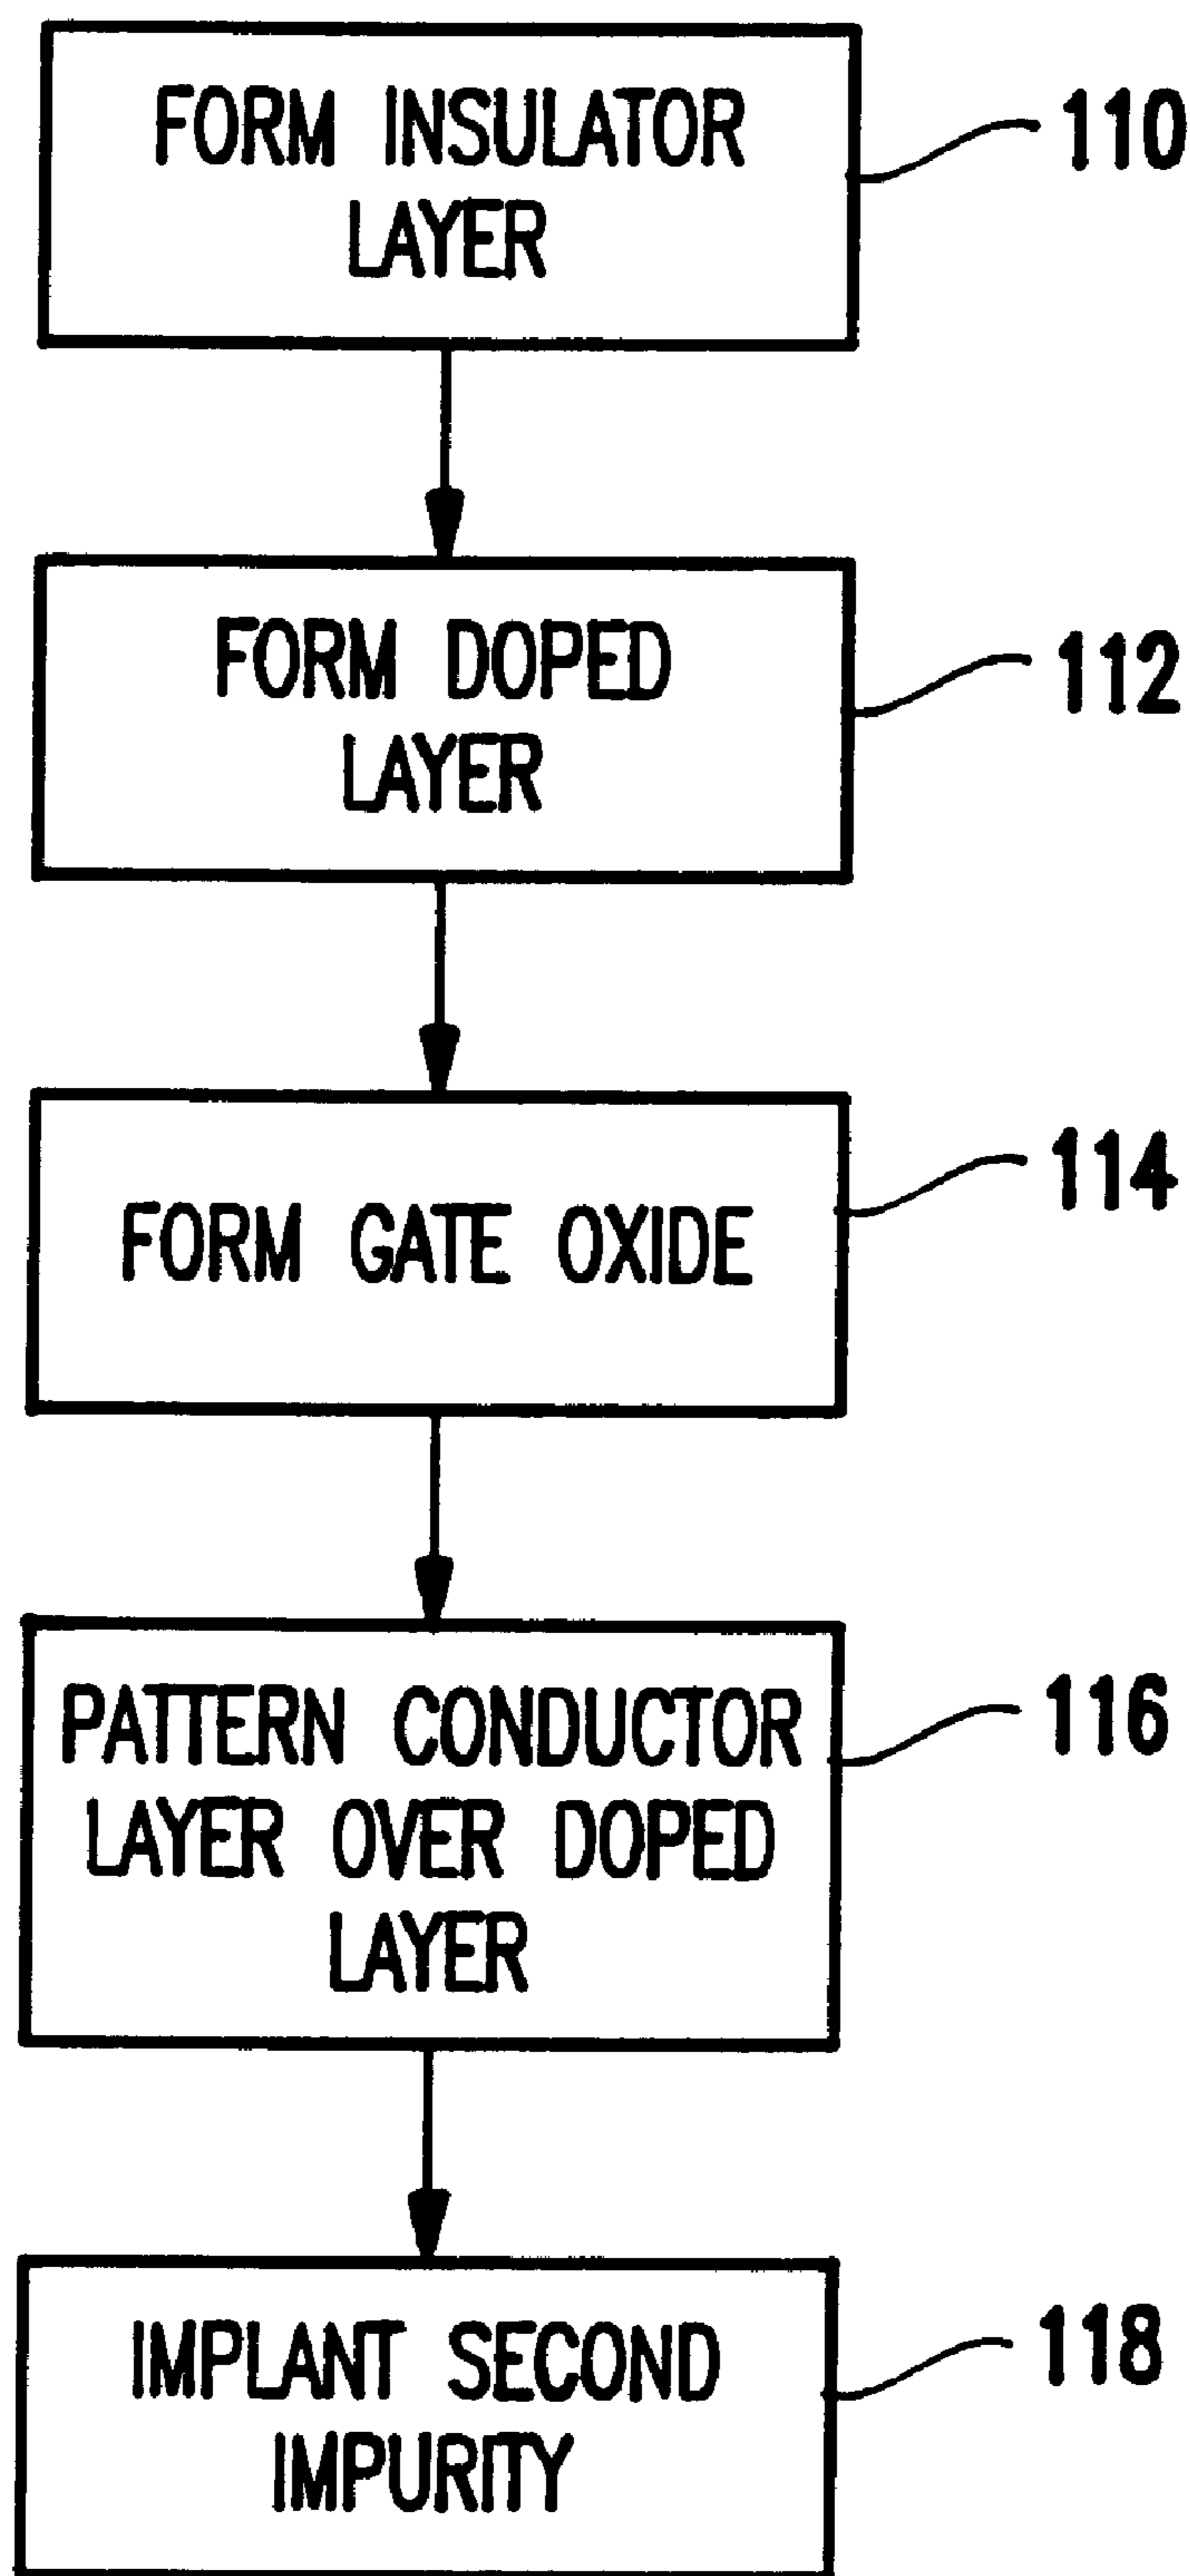 FORM INSULATOR
LAYER
110
FORM DOPED
LAYER
112
FORM GATE OXIDE
114
PATTERN CONDUCTOR
LAYER OVER DOPED
LAYER
116
IMPLANT SECOND
IMPURITY
118